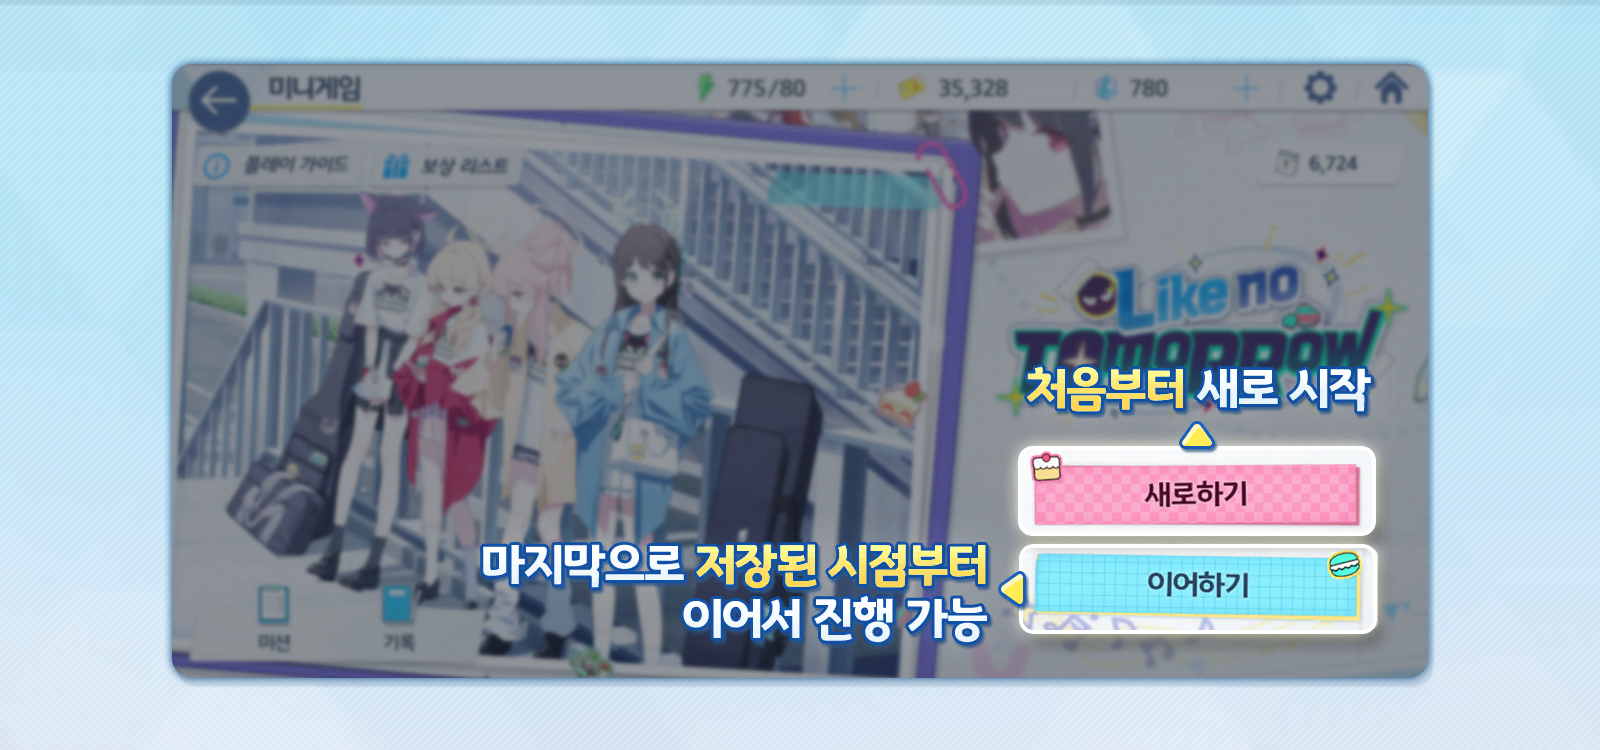 미니게임
775/80
35,328
780
플레이 가이드
보상 리스트
6,724
Like no
TOMORROW
처음부터 새로 시작
새로하기
마지막으로 저장된 시점부터
이어서 진행 가능
이어하기
미션
기록